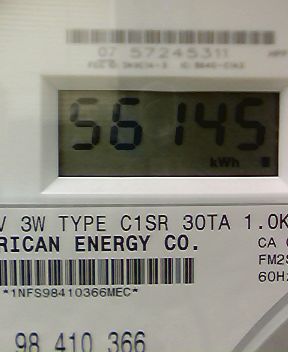 07 57245311
56145
kWh
V 3W TYPE C1SR 30TA 1.0K
RICAN ENERGY CO.
CA
FM2S
60Hz
*1NFS98410366MEC*
98 410 366